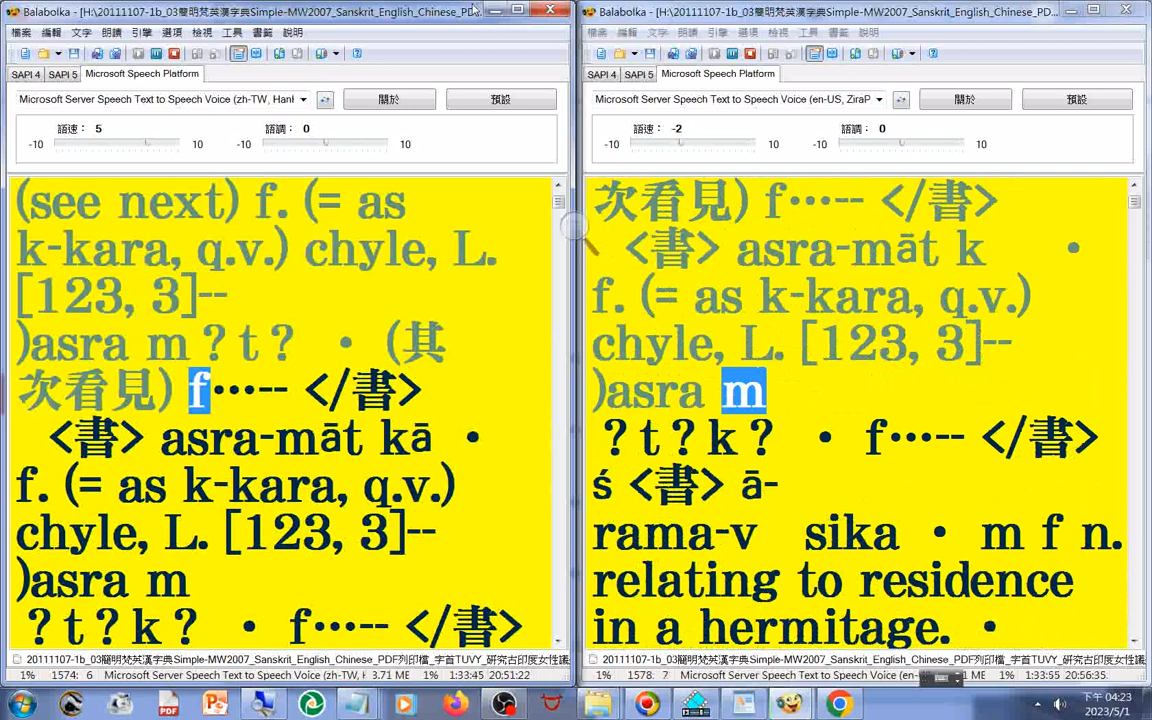 Balabolka - [H:\20111107-1b_03簡明梵英漢字典Simple-MW2007_Sanskrit_English_Chinese_PD...
檔案 編輯 文字 朗讀 引擎 選項 檢視 工具 書籤 說明
SAPI 4 SAPI 5 Microsoft Speech Platform
Microsoft Server Speech Text to Speech Voice (zh-TW, HanH
關於 預設
語速: 5 語調: 0
-10 10 -10 10
(see next) f. (= as
k-kara, q.v.) chyle, L.
[123, 3]--
)asra m？t？ • (其
次看見) f…-- </書>
<書> asra-māt kā •
f. (= as k-kara, q.v.)
chyle, L. [123, 3]--
)asra m
？t？k？ • f…-- </書>
20111107-1b_03簡明梵英漢字典Simple-MW2007_Sanskrit_English_Chinese_PDF列印檔_字首TUVY_研究古印度女性議
1% 1574: 6 Microsoft Server Speech Text to Speech Voice (zh-TW, 3.71 ME 1% 1:33:45 20:51:22
Balabolka - [H:\20111107-1b_03簡明梵英漢字典Simple-MW2007_Sanskrit_English_Chinese_PD...
檔案 編輯 文字 朗讀 引擎 選項 檢視 工具 書籤 說明
SAPI 4 SAPI 5 Microsoft Speech Platform
Microsoft Server Speech Text to Speech Voice (en-US, ZiraP
關於 預設
語速: -2 語調: 0
-10 10 -10 10
次看見) f…-- </書>
<書> asra-māt k •
f. (= as k-kara, q.v.)
chyle, L. [123, 3]--
)asra m
？t？k？ • f…-- </書>
ś <書> ā-
rama-v sika • m f n.
relating to residence
in a hermitage. •
20111107-1b_03簡明梵英漢字典Simple-MW2007_Sanskrit_English_Chinese_PDF列印檔_字首TUVY_研究古印度女性議
1% 1578: 7 Microsoft Server Speech Text to Speech Voice (en-U ME 1% 1:33:55 20:56:35
下午 04:23
2023/5/1